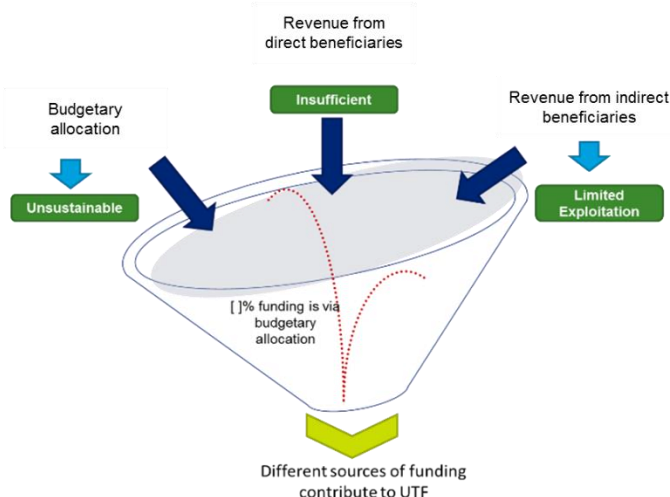 Revenue from
direct beneficiaries
Insufficient
Budgetary
allocation
Revenue from indirect
beneficiaries
Unsustainable
Limited
Exploitation
[ ]% funding is via
budgetary
allocation
Different sources of funding
contribute to UTF